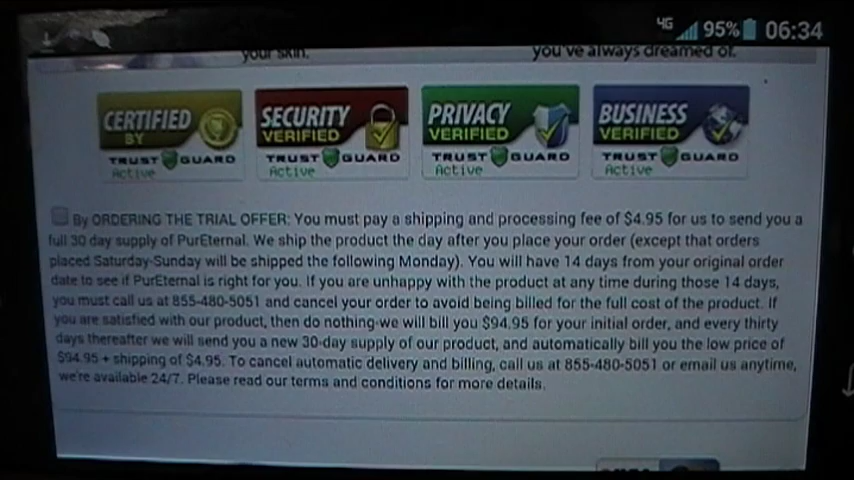 4G 95% 06:34
your skin. you've always dreamed of.
CERTIFIED BY TRUST GUARD Active
SECURITY VERIFIED TRUST GUARD Active
PRIVACY VERIFIED TRUST GUARD Active
BUSINESS VERIFIED TRUST GUARD Active
By ORDERING THE TRIAL OFFER: You must pay a shipping and processing fee of $4.95 for us to send you a
full 30 day supply of PurEternal. We ship the product the day after you place your order (except that orders
placed Saturday-Sunday will be shipped the following Monday). You will have 14 days from your original order
date to see if PurEternal is right for you. If you are unhappy with the product at any time during those 14 days,
you must call us at 855-480-5051 and cancel your order to avoid being billed for the full cost of the product. If
you are satisfied with our product, then do nothing-we will bill you $94.95 for your initial order, and every thirty
days thereafter we will send you a new 30-day supply of our product, and automatically bill you the low price of
$94.95 + shipping of $4.95. To cancel automatic delivery and billing, call us at 855-480-5051 or email us anytime,
we're available 24/7. Please read our terms and conditions for more details.